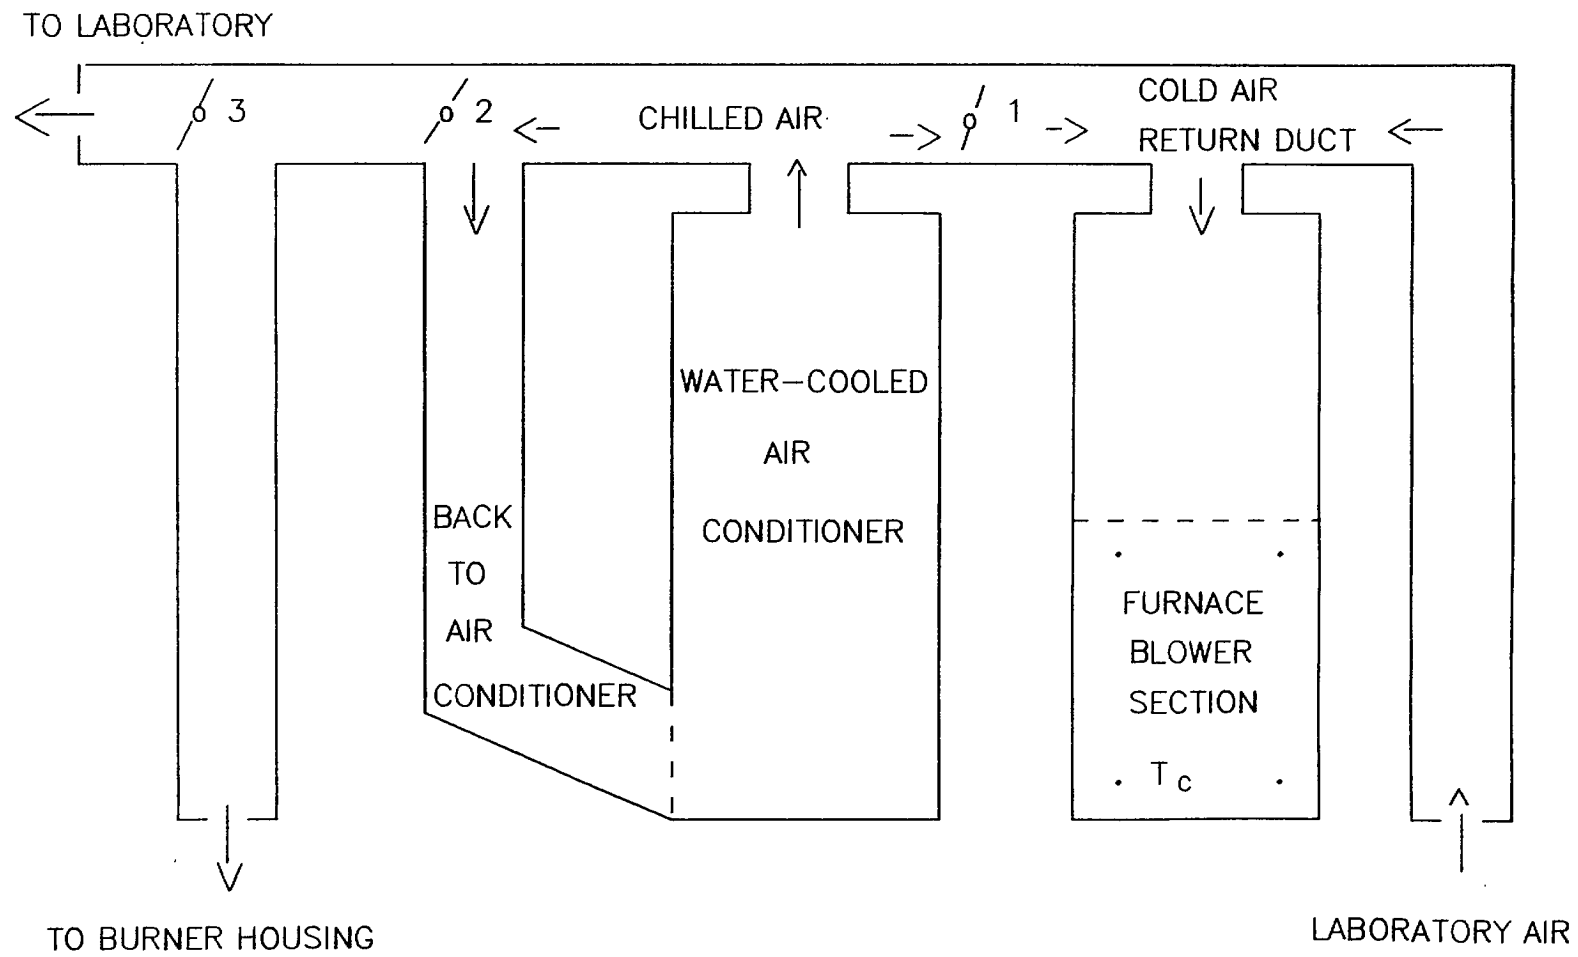 TO LABORATORY
3
2
CHILLED AIR
1
COLD AIR
RETURN DUCT
WATER-COOLED
AIR
CONDITIONER
BACK
TO
AIR
CONDITIONER
FURNACE
BLOWER
SECTION
Tc
TO BURNER HOUSING
LABORATORY AIR